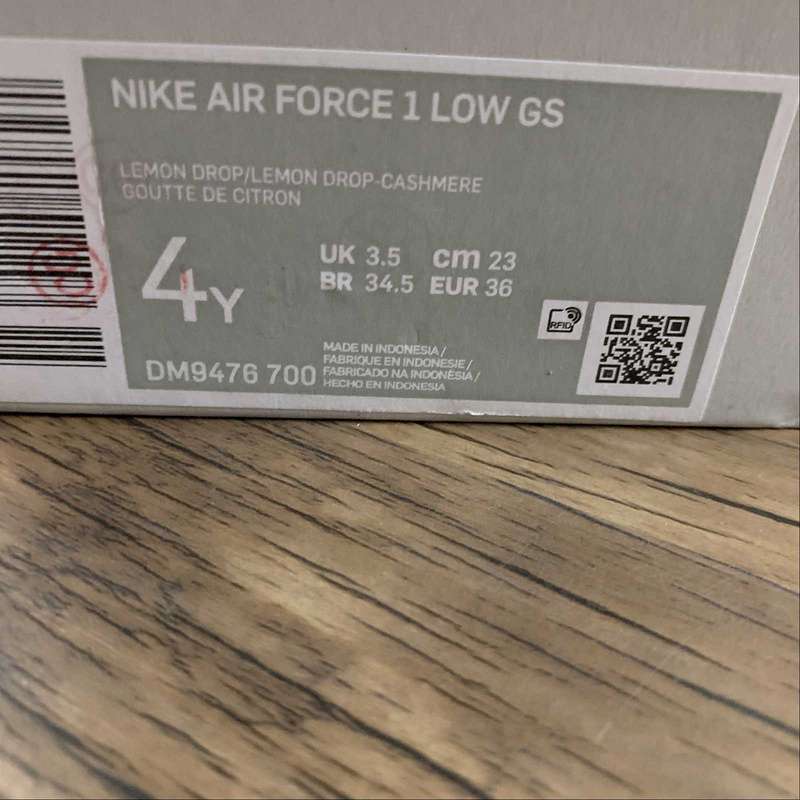 NIKE AIR FORCE 1 LOW GS
LEMON DROP/LEMON DROP-CASHMERE
GOUTTE DE CITRON
4Y
UK 3.5 cm 23
BR 34.5 EUR 36
RFID
DM9476 700
MADE IN INDONESIA/
FABRIQUE EN INDONESIE/
FABRICADO NA INDONÉSIA/
HECHO EN INDONESIA